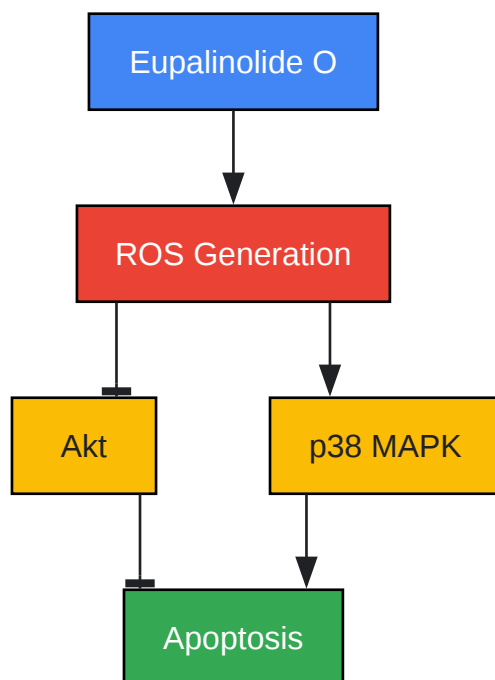 Eupalinolide O
ROS Generation
Akt
p38 MAPK
Apoptosis